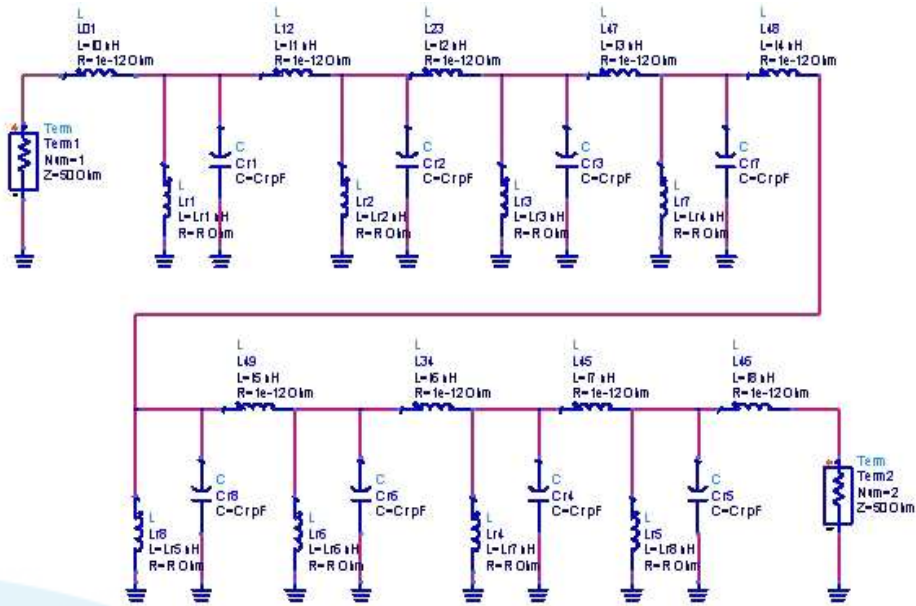 L
L01
L=l0 nH
R=1e-12 Ohm
L
L12
L=l1 nH
R=1e-12 Ohm
L
L23
L=l2 nH
R=1e-12 Ohm
L
L47
L=l3 nH
R=1e-12 Ohm
L
L48
L=l4 nH
R=1e-12 Ohm
Term
Term1
Num=1
Z=50 Ohm
C
Cr1
C=Cr pF
L
Lr1
L=Lr1 nH
R=R Ohm
C
Cr2
C=Cr pF
L
Lr2
L=Lr2 nH
R=R Ohm
C
Cr3
C=Cr pF
L
Lr3
L=Lr3 nH
R=R Ohm
C
Cr7
C=Cr pF
L
Lr7
L=Lr4 nH
R=R Ohm
L
L49
L=l5 nH
R=1e-12 Ohm
L
L34
L=l6 nH
R=1e-12 Ohm
L
L45
L=l7 nH
R=1e-12 Ohm
L
L46
L=l8 nH
R=1e-12 Ohm
C
Cr8
C=Cr pF
L
Lr8
L=Lr5 nH
R=R Ohm
C
Cr6
C=Cr pF
L
Lr6
L=Lr6 nH
R=R Ohm
C
Cr4
C=Cr pF
L
Lr4
L=Lr7 nH
R=R Ohm
C
Cr5
C=Cr pF
L
Lr5
L=Lr8 nH
R=R Ohm
Term
Term2
Num=2
Z=50 Ohm